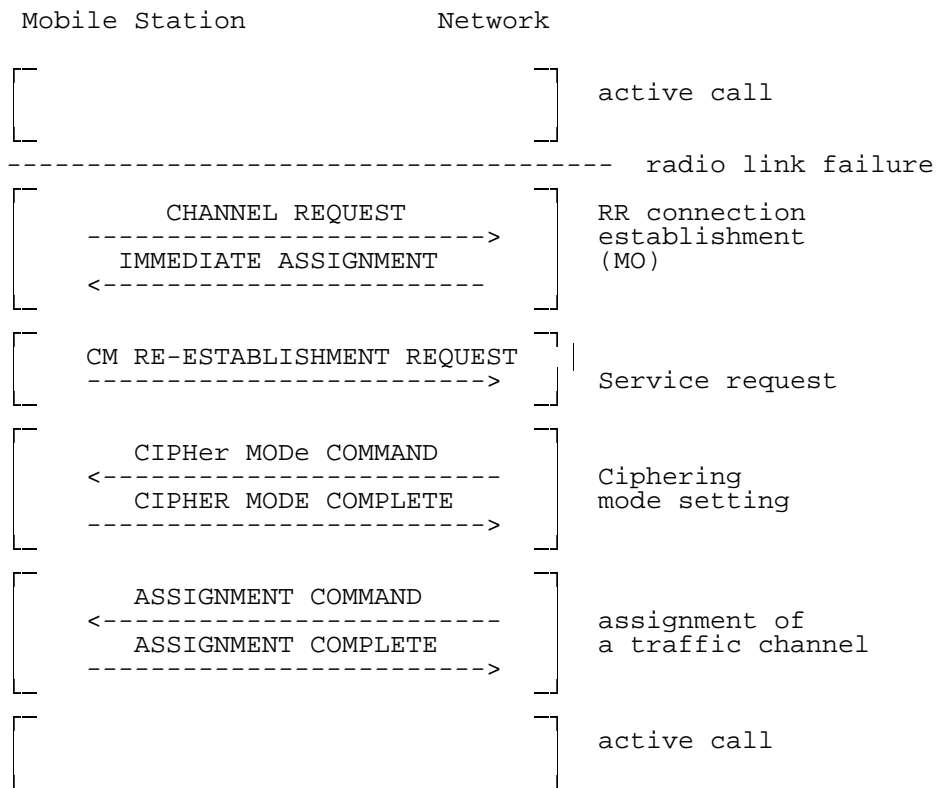 Mobile Station Network
active call
radio link failure
CHANNEL REQUEST RR connection
establishment
IMMEDIATE ASSIGNMENT (MO)
CM RE-ESTABLISHMENT REQUEST
Service request
CIPHer MODe COMMAND
Ciphering
CIPHER MODE COMPLETE mode setting
ASSIGNMENT COMMAND
assignment of
ASSIGNMENT COMPLETE a traffic channel
active call